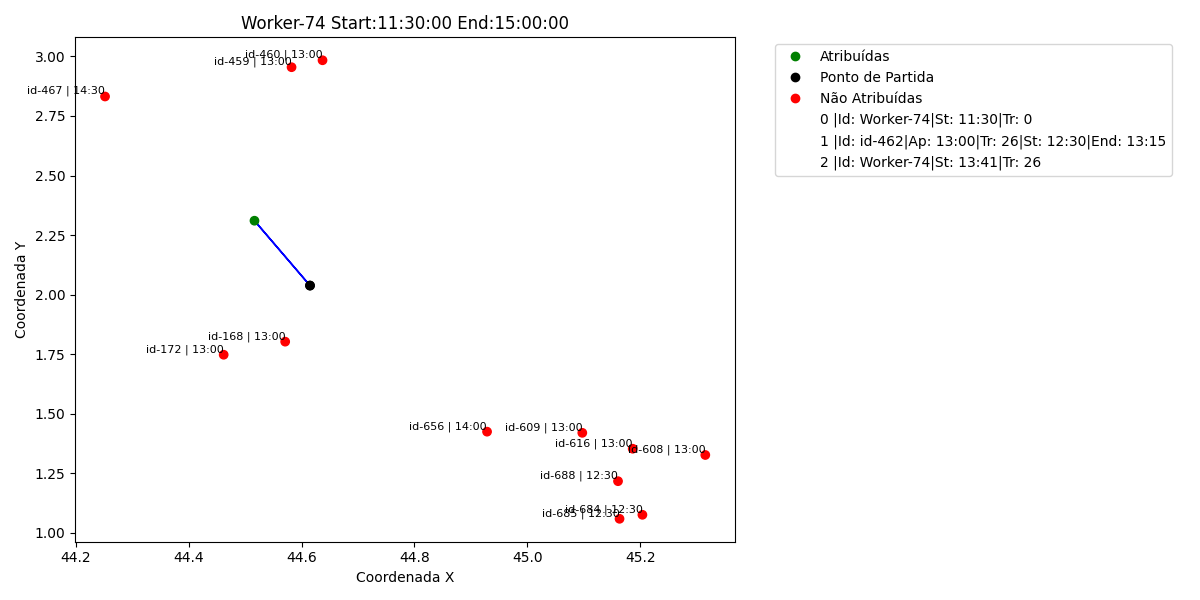 Worker-74 Start:11:30:00 End:15:00:00
3.00
2.75
2.50
2.25
2.00
1.75
1.50
1.25
1.00
Coordenada Y
id-460 | 13:00
id-459 | 13:00
id-467 | 14:30
id-168 | 13:00
id-172 | 13:00
id-656 | 14:00
id-609 | 13:00
id-616 | 13:00
id-608 | 13:00
id-688 | 12:30
id-684 | 12:30
id-685 | 12:30
44.2
44.4
44.6
44.8
45.0
45.2
Coordenada X
Atribuídas
Ponto de Partida
Não Atribuídas
0 |Id: Worker-74|St: 11:30|Tr: 0
1 |Id: id-462|Ap: 13:00|Tr: 26|St: 12:30|End: 13:15
2 |Id: Worker-74|St: 13:41|Tr: 26